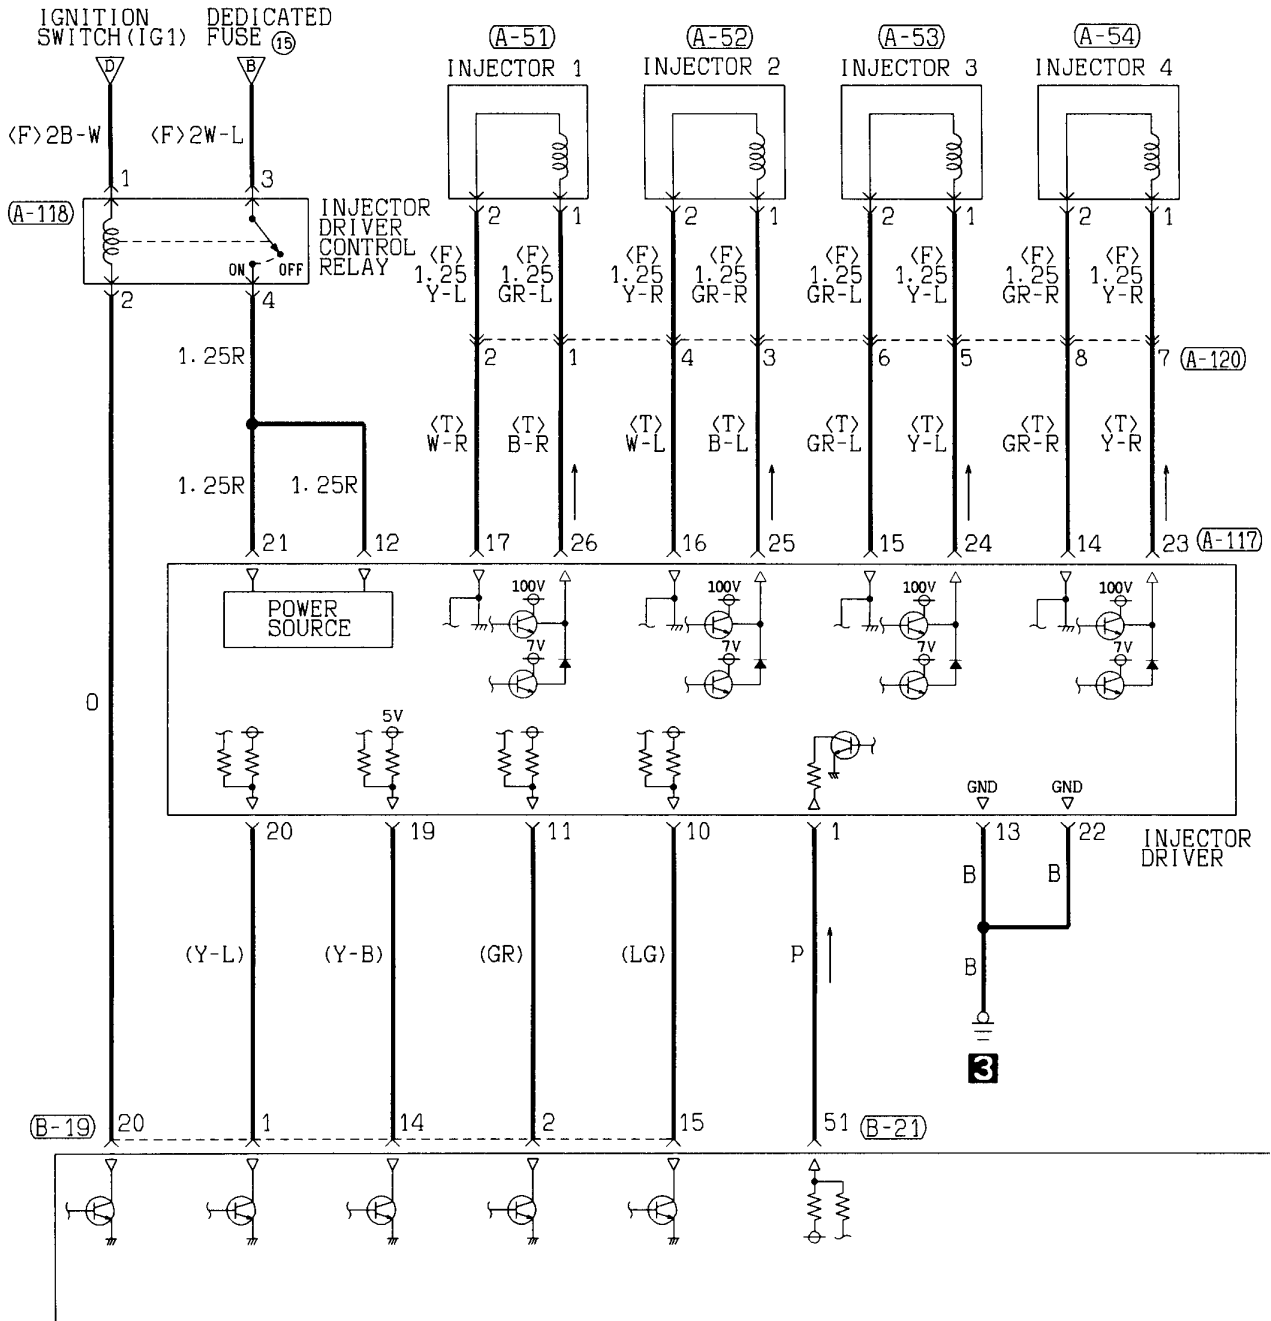 IGNITION
SWITCH(IG1)
DEDICATED
FUSE ⑮
D
B
A-51
INJECTOR 1
A-52
INJECTOR 2
A-53
INJECTOR 3
A-54
INJECTOR 4
<F>2B-W
<F>2W-L
1
3
A-118
INJECTOR
DRIVER
CONTROL
RELAY
ON
OFF
2
4
2
1
2
1
2
1
2
1
<F>
1.25
Y-L
<F>
1.25
GR-L
<F>
1.25
Y-R
<F>
1.25
GR-R
<F>
1.25
GR-L
<F>
1.25
Y-L
<F>
1.25
GR-R
<F>
1.25
Y-R
1.25R
2
1
4
3
6
5
8
7
A-120
<T>
W-R
<T>
B-R
<T>
W-L
<T>
B-L
<T>
GR-L
<T>
Y-L
<T>
GR-R
<T>
Y-R
1.25R
1.25R
21
12
17
26
16
25
15
24
14
23
A-117
POWER
SOURCE
100V
7V
100V
7V
100V
7V
100V
7V
O
5V
GND
GND
20
19
11
10
1
13
22
INJECTOR
DRIVER
B
B
(Y-L)
(Y-B)
(GR)
(LG)
P
B
3
B-19
20
1
14
2
15
51
B-21